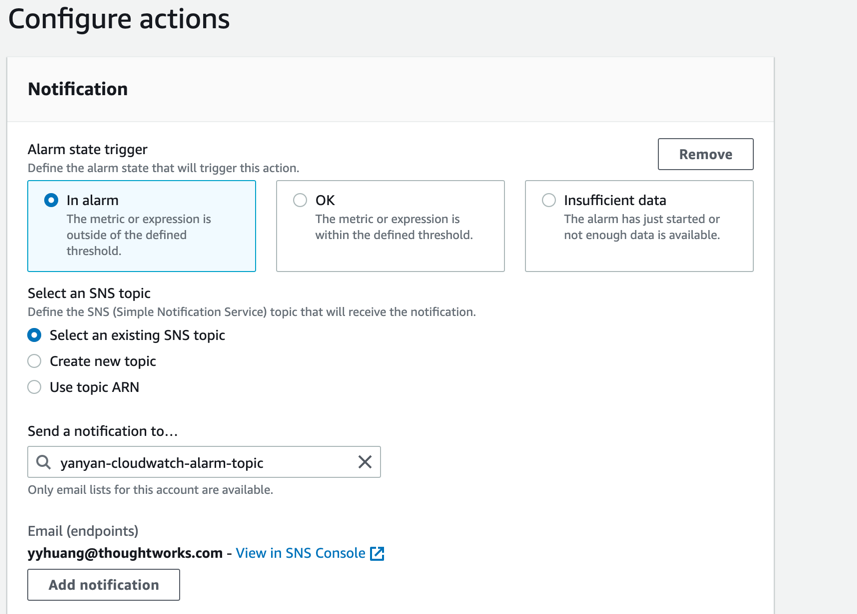 Configure actions
Notification
Alarm state trigger
Define the alarm state that will trigger this action.
Remove
In alarm
The metric or expression is
outside of the defined
threshold.
OK
The metric or expression is
within the defined threshold.
Insufficient data
The alarm has just started or
not enough data is available.
Select an SNS topic
Define the SNS (Simple Notification Service) topic that will receive the notification.
Select an existing SNS topic
Create new topic
Use topic ARN
Send a notification to…
yanyan-cloudwatch-alarm-topic
Only email lists for this account are available.
Email (endpoints)
yyhuang@thoughtworks.com - View in SNS Console
Add notification